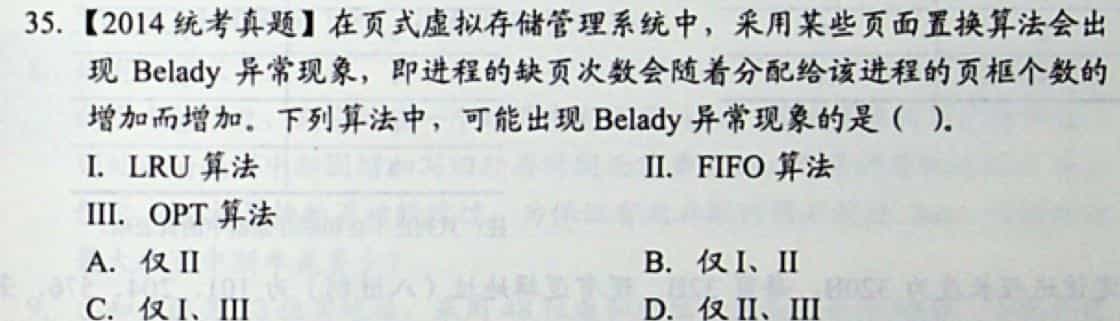 35. 【2014 统考真题】在页式虚拟存储管理系统中，采用某些页面置换算法会出
现 Belady 异常现象，即进程的缺页次数会随着分配给该进程的页框个数的
增加而增加。下列算法中，可能出现 Belady 异常现象的是（ ）。
I. LRU 算法 II. FIFO 算法
III. OPT 算法
A. 仅 II B. 仅 I、II
C. 仅 I、III D. 仅 II、III